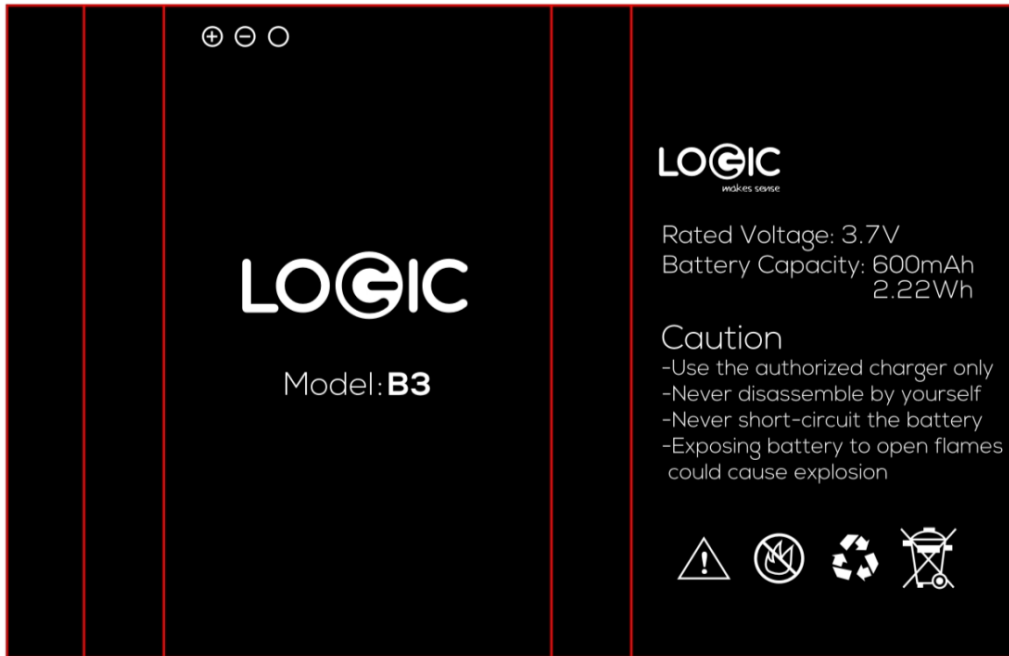 LOGIC
Model: B3
LOGIC
makes sense
Rated Voltage: 3.7V
Battery Capacity: 600mAh
2.22Wh
Caution
-Use the authorized charger only
-Never disassemble by yourself
-Never short-circuit the battery
-Exposing battery to open flames
could cause explosion